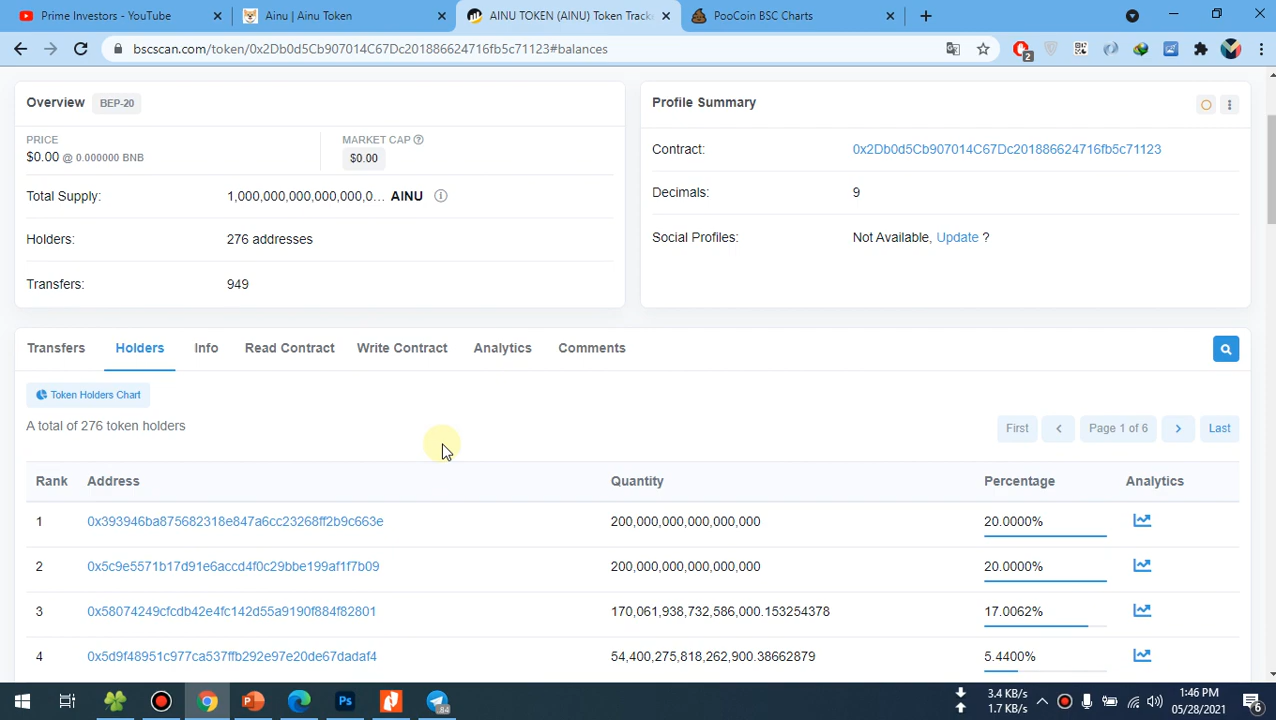 Prime Investors - YouTube
Ainu | Ainu Token
AINU TOKEN (AINU) Token Track
PooCoin BSC Charts
bscscan.com/token/0x2Db0d5Cb907014C67Dc201886624716fb5c71123#balances
2
Overview BEP-20
Profile Summary
PRICE
MARKET CAP
$0.00 @ 0.000000 BNB
$0.00
Contract: 0x2Db0d5Cb907014C67Dc201886624716fb5c71123
Total Supply: 1,000,000,000,000,000,0... AINU
Decimals: 9
Holders: 276 addresses
Social Profiles: Not Available, Update ?
Transfers: 949
Transfers Holders Info Read Contract Write Contract Analytics Comments
Token Holders Chart
A total of 276 token holders
First < Page 1 of 6 > Last
Rank Address Quantity Percentage Analytics
1 0x393946ba875682318e847a6cc23268ff2b9c663e 200,000,000,000,000,000 20.0000%
2 0x5c9e5571b17d91e6accd4f0c29bbe199af1f7b09 200,000,000,000,000,000 20.0000%
3 0x58074249cfcdb42e4fc142d55a9190f884f82801 170,061,938,732,586,000.153254378 17.0062%
4 0x5d9f48951c977ca537ffb292e97e20de67dadaf4 54,400,275,818,262,900.38662879 5.4400%
84
3.4 KB/s
1.7 KB/s
1:46 PM
05/28/2021
6